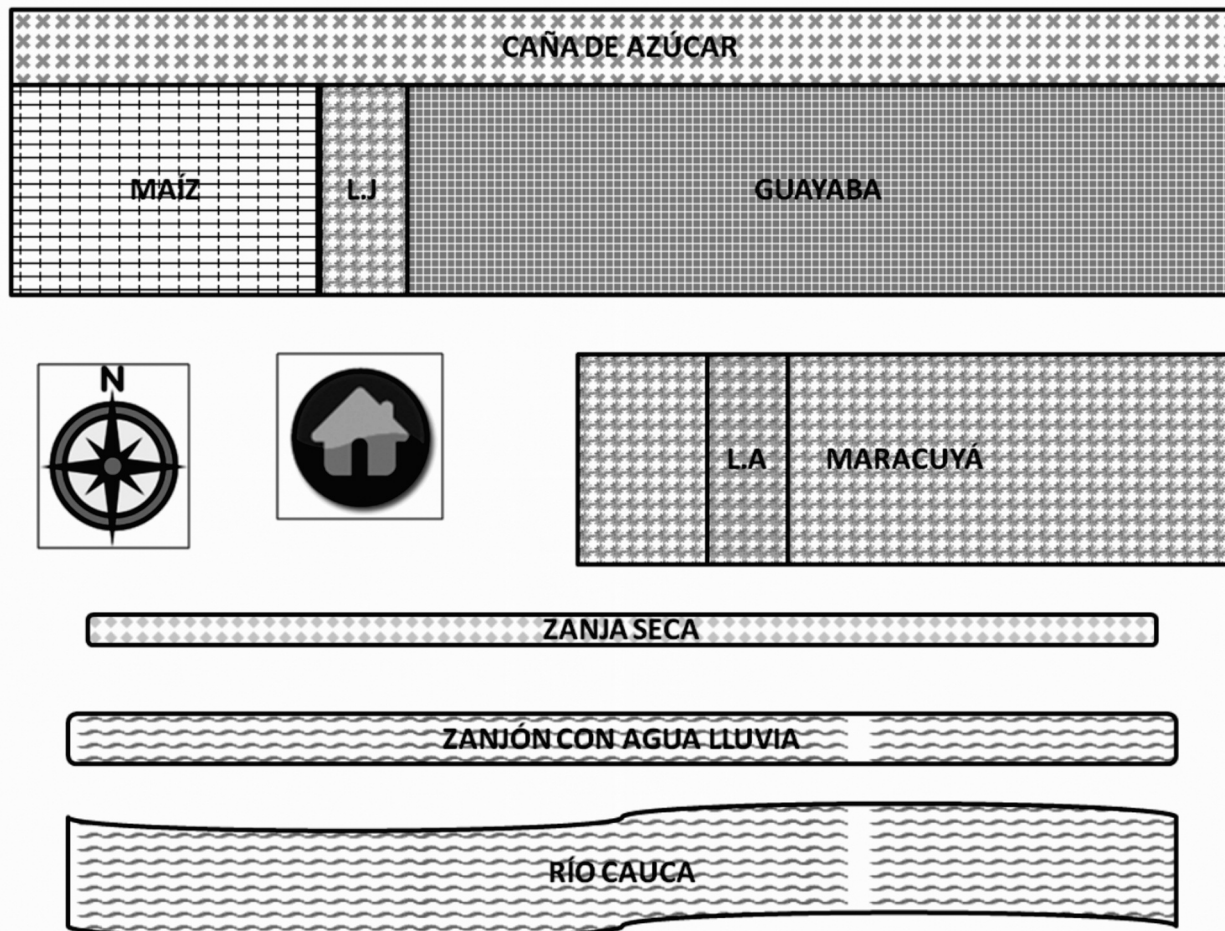 CAÑA DE AZÚCAR
MAÍZ
L.J
GUAYABA
N
L.A
MARACUYÁ
ZANJA SECA
ZANJÓN CON AGUA LLUVIA
RÍO CAUCA